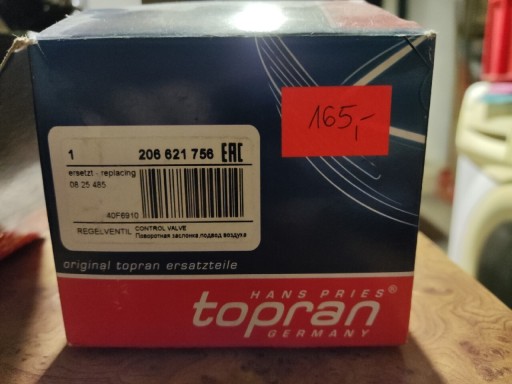 165,-
1 206 621 756 EAC
ersetzt - replacing
08 25 485
40F6910
REGELVENTIL CONTROL VALVE
Поворотная заслонка,подвод воздуха
original topran ersatzteile
HANS PRIES®
topran
GERMANY